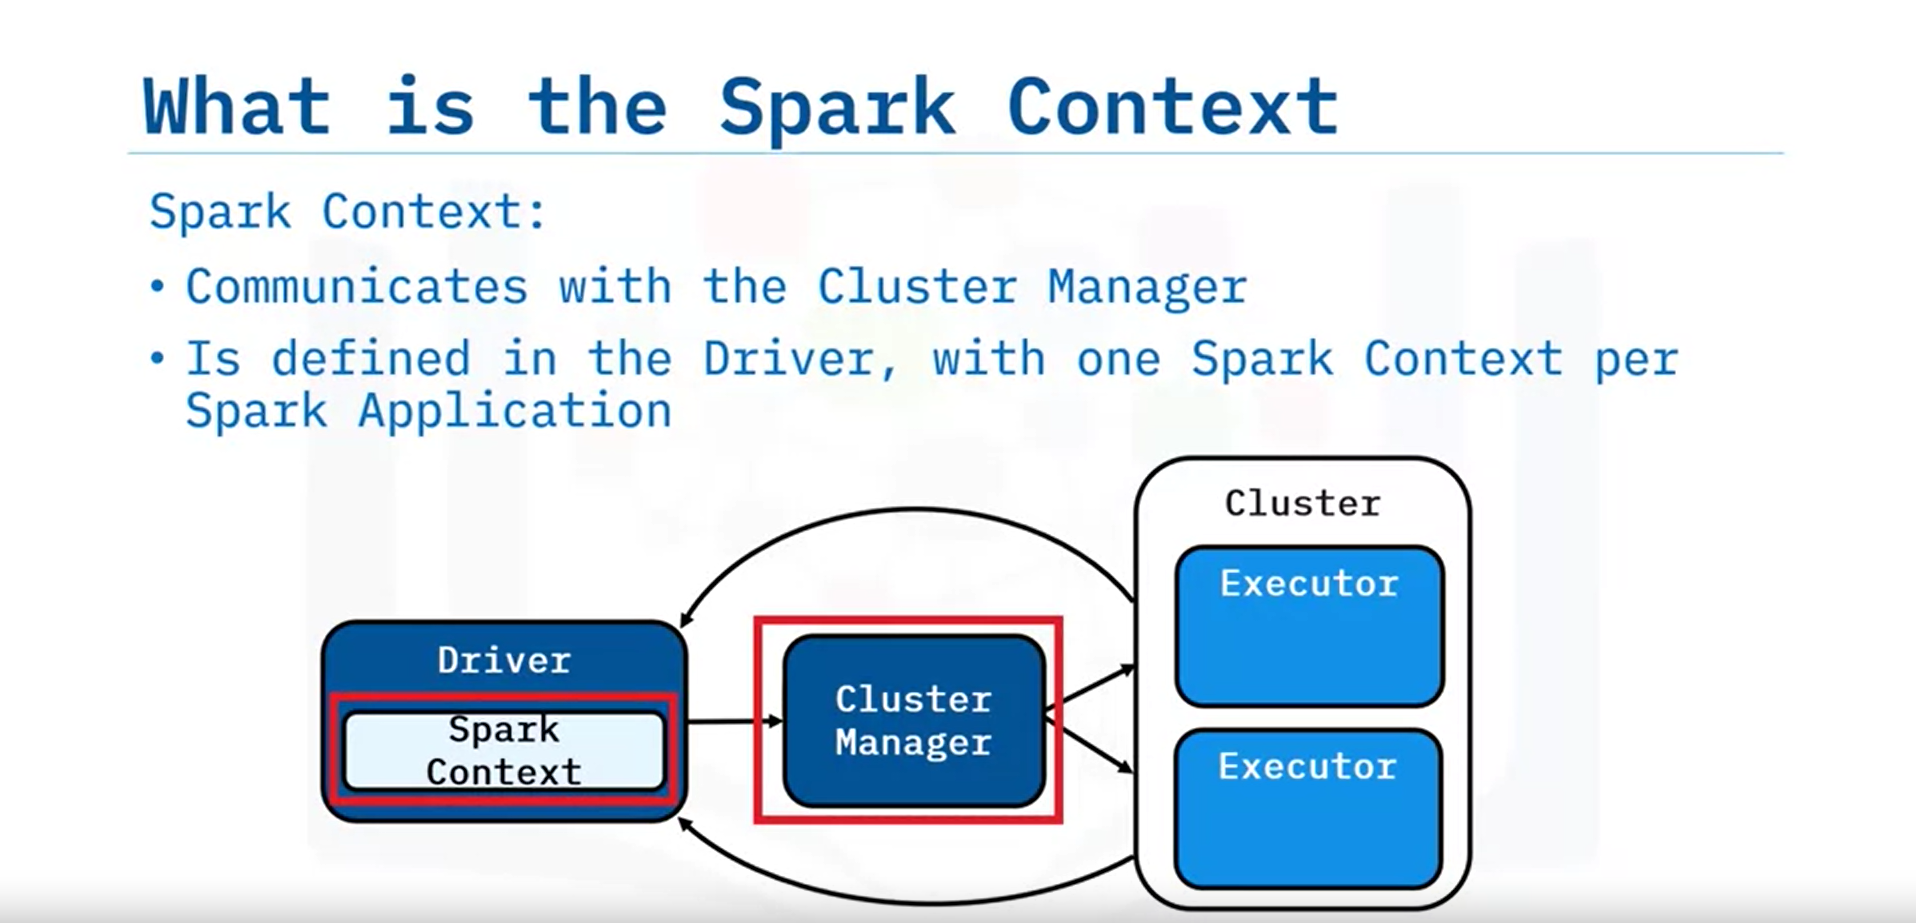 What is the Spark Context
Spark Context:
• Communicates with the Cluster Manager
• Is defined in the Driver, with one Spark Context per
Spark Application
Cluster
Executor
Driver
Spark
Context
Cluster
Manager
Executor